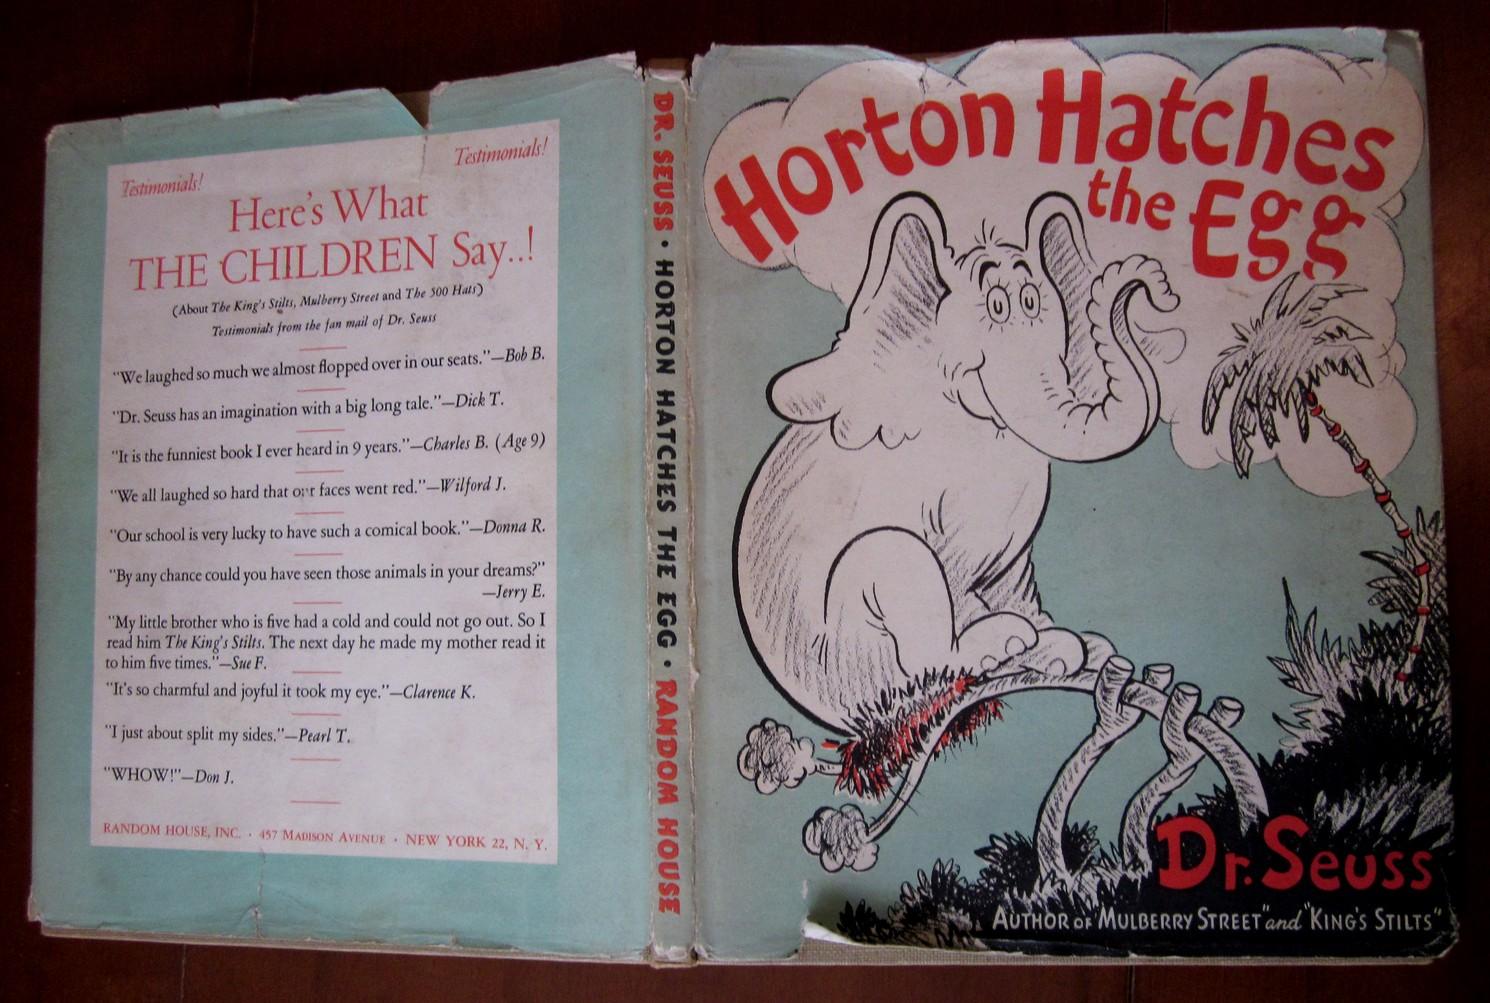 Testimonials!
Testimonials!
Here's What
THE CHILDREN Say..!
(About The King's Stilts, Mulberry Street and The 500 Hats)
Testimonials from the fan mail of Dr. Seuss
"We laughed so much we almost flopped over in our seats."—Bob B.
"Dr. Seuss has an imagination with a big long tale."—Dick T.
"It is the funniest book I ever heard in 9 years."—Charles B. (Age 9)
"We all laughed so hard that our faces went red."—Wilford J.
"Our school is very lucky to have such a comical book."—Donna R.
"By any chance could you have seen those animals in your dreams?"
—Jerry E.
"My little brother who is five had a cold and could not go out. So I
read him The King's Stilts. The next day he made my mother read it
to him five times."—Sue F.
"It's so charmful and joyful it took my eye."—Clarence K.
"I just about split my sides."—Pearl T.
"WHOW!"—Don J.
RANDOM HOUSE, INC. · 457 MADISON AVENUE · NEW YORK 22, N. Y.
DR. SEUSS · HORTON HATCHES THE EGG · RANDOM HOUSE
Horton Hatches
the Egg
Dr. Seuss
AUTHOR OF "MULBERRY STREET" and "KING'S STILTS"